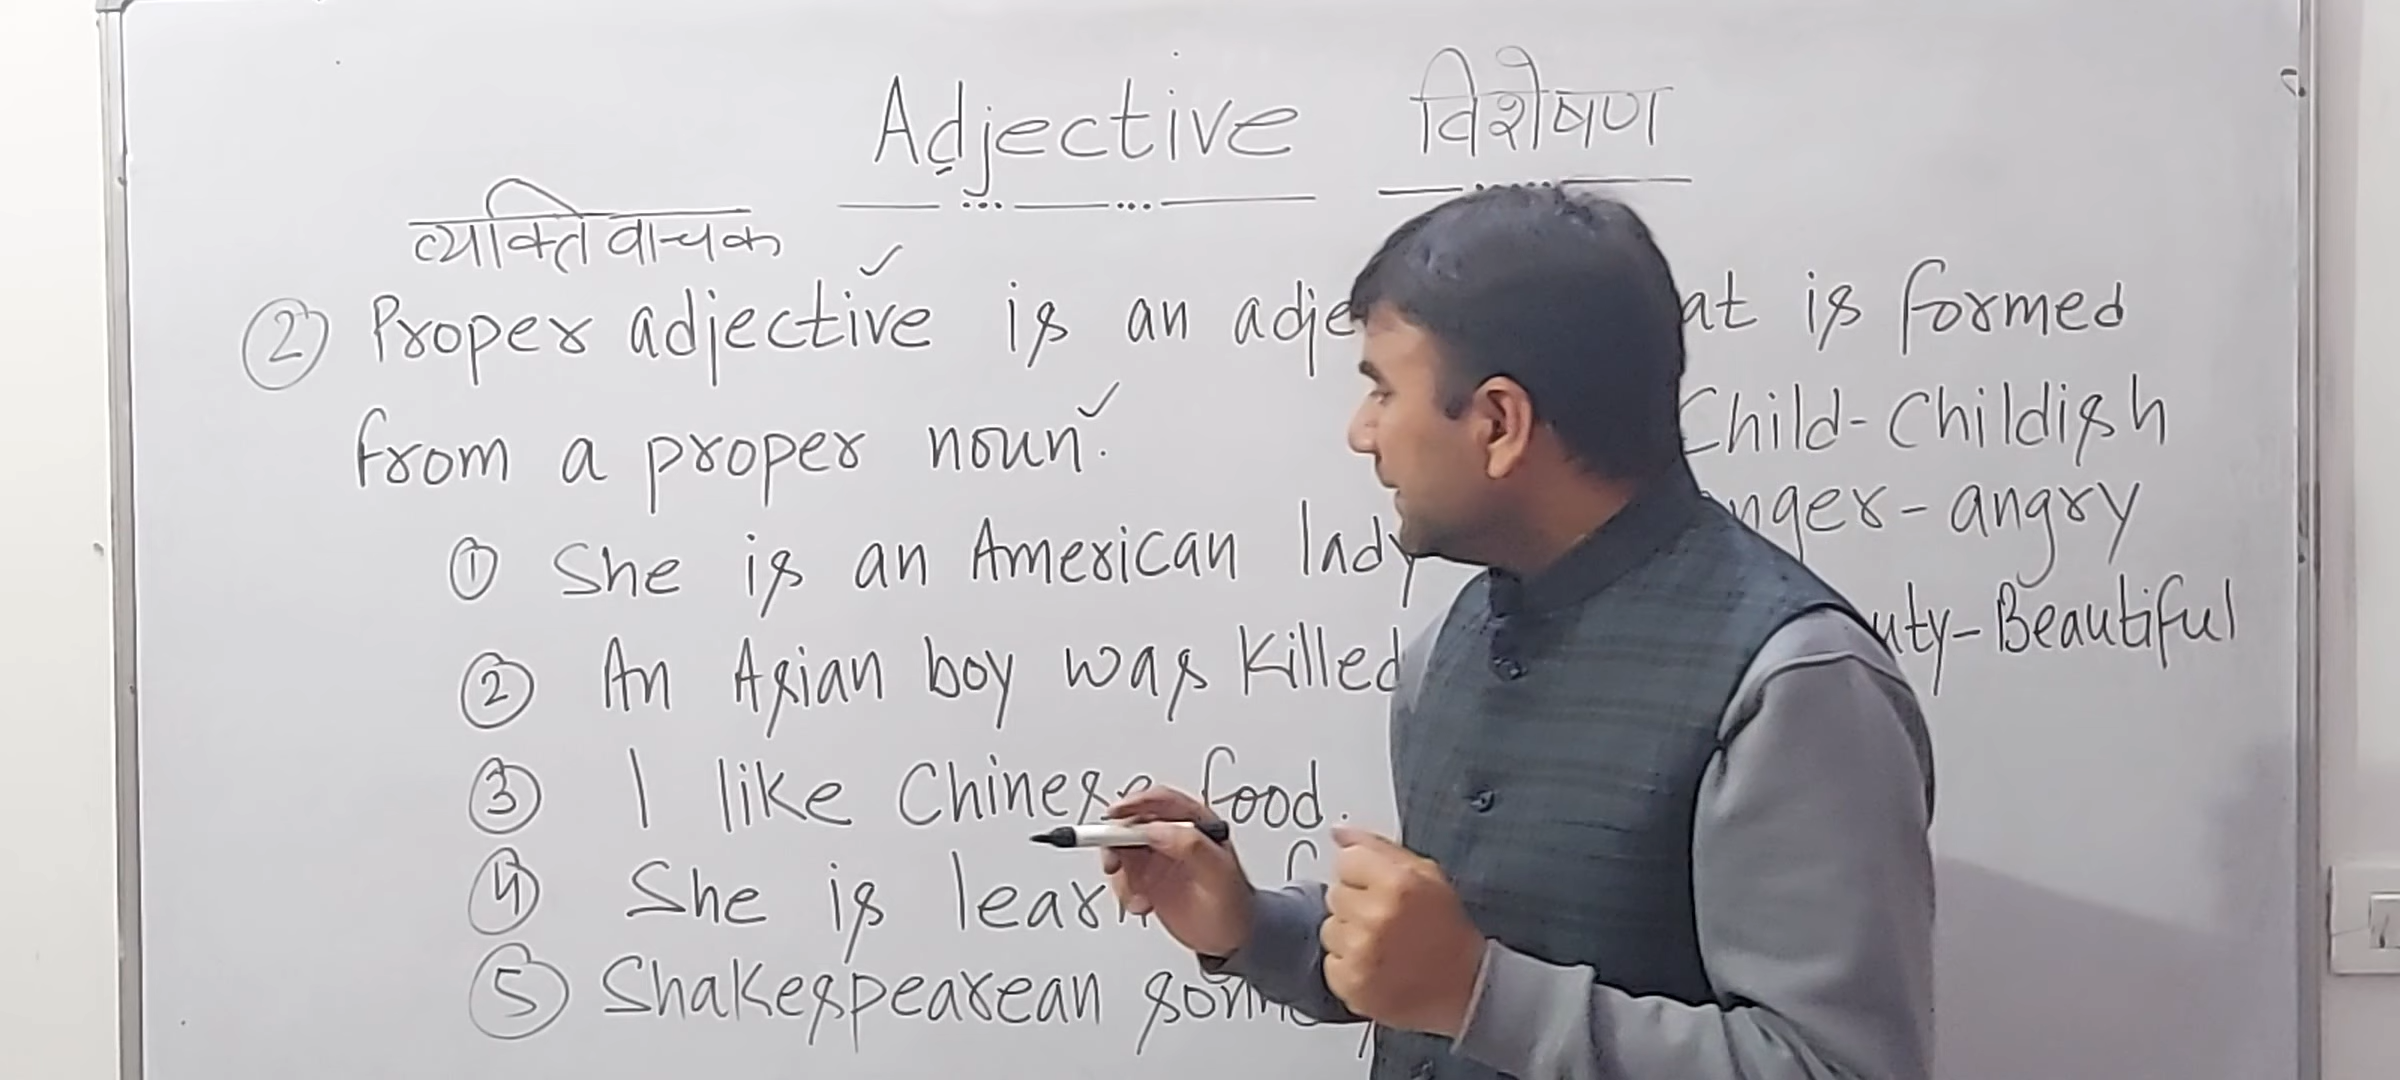 Adjective विशेषण
व्यक्तिवाचक
② Proper adjective is an adje at is formed
from a proper noun. Child - Childish
nger - angry
① She is an American lady
uty - Beautiful
② An Asian boy was killed
③ I like Chinese food.
④ She is learn
⑤ Shakespearean sonne